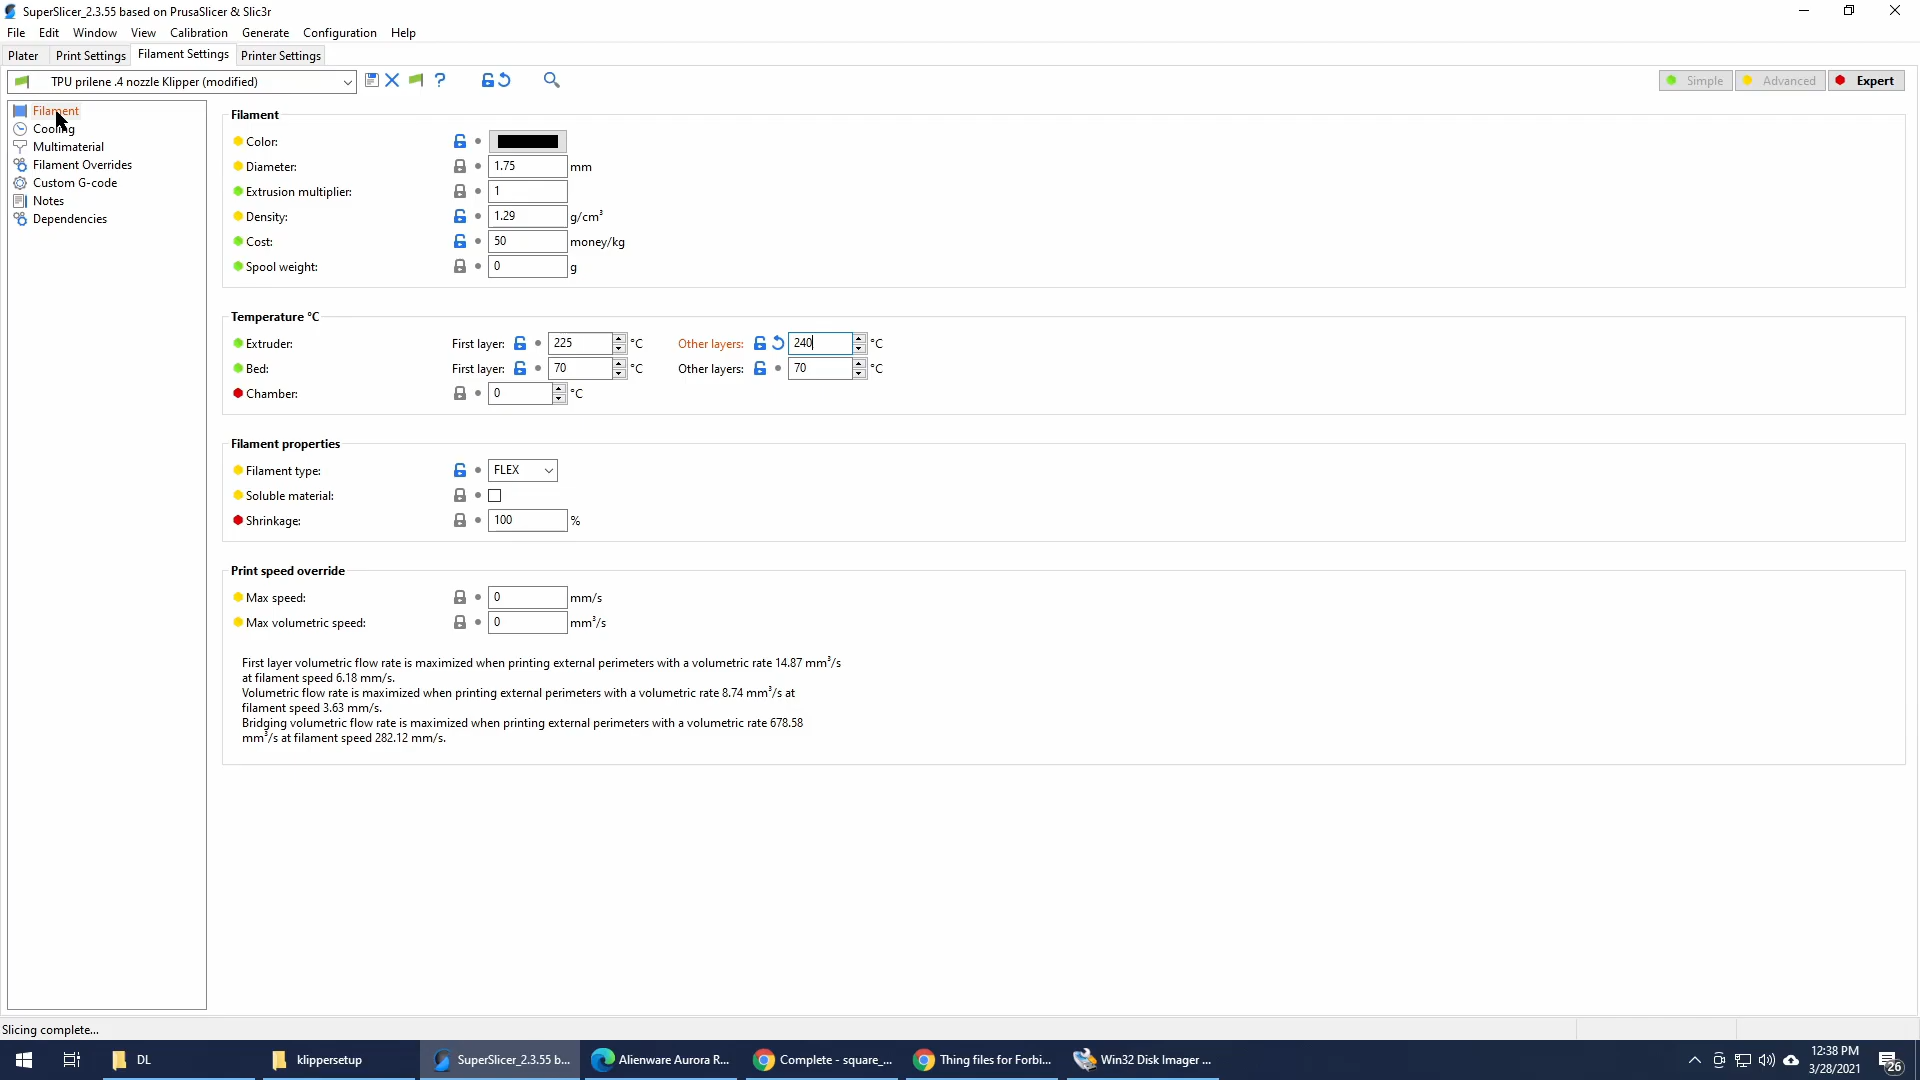 SuperSlicer_2.3.55 based on PrusaSlicer & Slic3r
File Edit Window View Calibration Generate Configuration Help
Plater Print Settings Filament Settings Printer Settings
TPU prilene .4 nozzle Klipper (modified)
Simple Advanced Expert
Filament
Cooling
Multimaterial
Filament Overrides
Custom G-code
Notes
Dependencies
Filament
Color:
Diameter: 1.75 mm
Extrusion multiplier: 1
Density: 1.29 g/cm³
Cost: 50 money/kg
Spool weight: 0 g
Temperature °C
Extruder: First layer: 225 °C Other layers: 240 °C
Bed: First layer: 70 °C Other layers: 70 °C
Chamber: 0 °C
Filament properties
Filament type: FLEX
Soluble material:
Shrinkage: 100 %
Print speed override
Max speed: 0 mm/s
Max volumetric speed: 0 mm³/s
First layer volumetric flow rate is maximized when printing external perimeters with a volumetric rate 14.87 mm³/s
at filament speed 6.18 mm/s.
Volumetric flow rate is maximized when printing external perimeters with a volumetric rate 8.74 mm³/s at
filament speed 3.63 mm/s.
Bridging volumetric flow rate is maximized when printing external perimeters with a volumetric rate 678.58
mm³/s at filament speed 282.12 mm/s.
Slicing complete...
DL klippersetup SuperSlicer_2.3.55 b... Alienware Aurora R... Complete - square_... Thing files for Forbi... Win32 Disk Imager ...
12:38 PM
3/28/2021
26